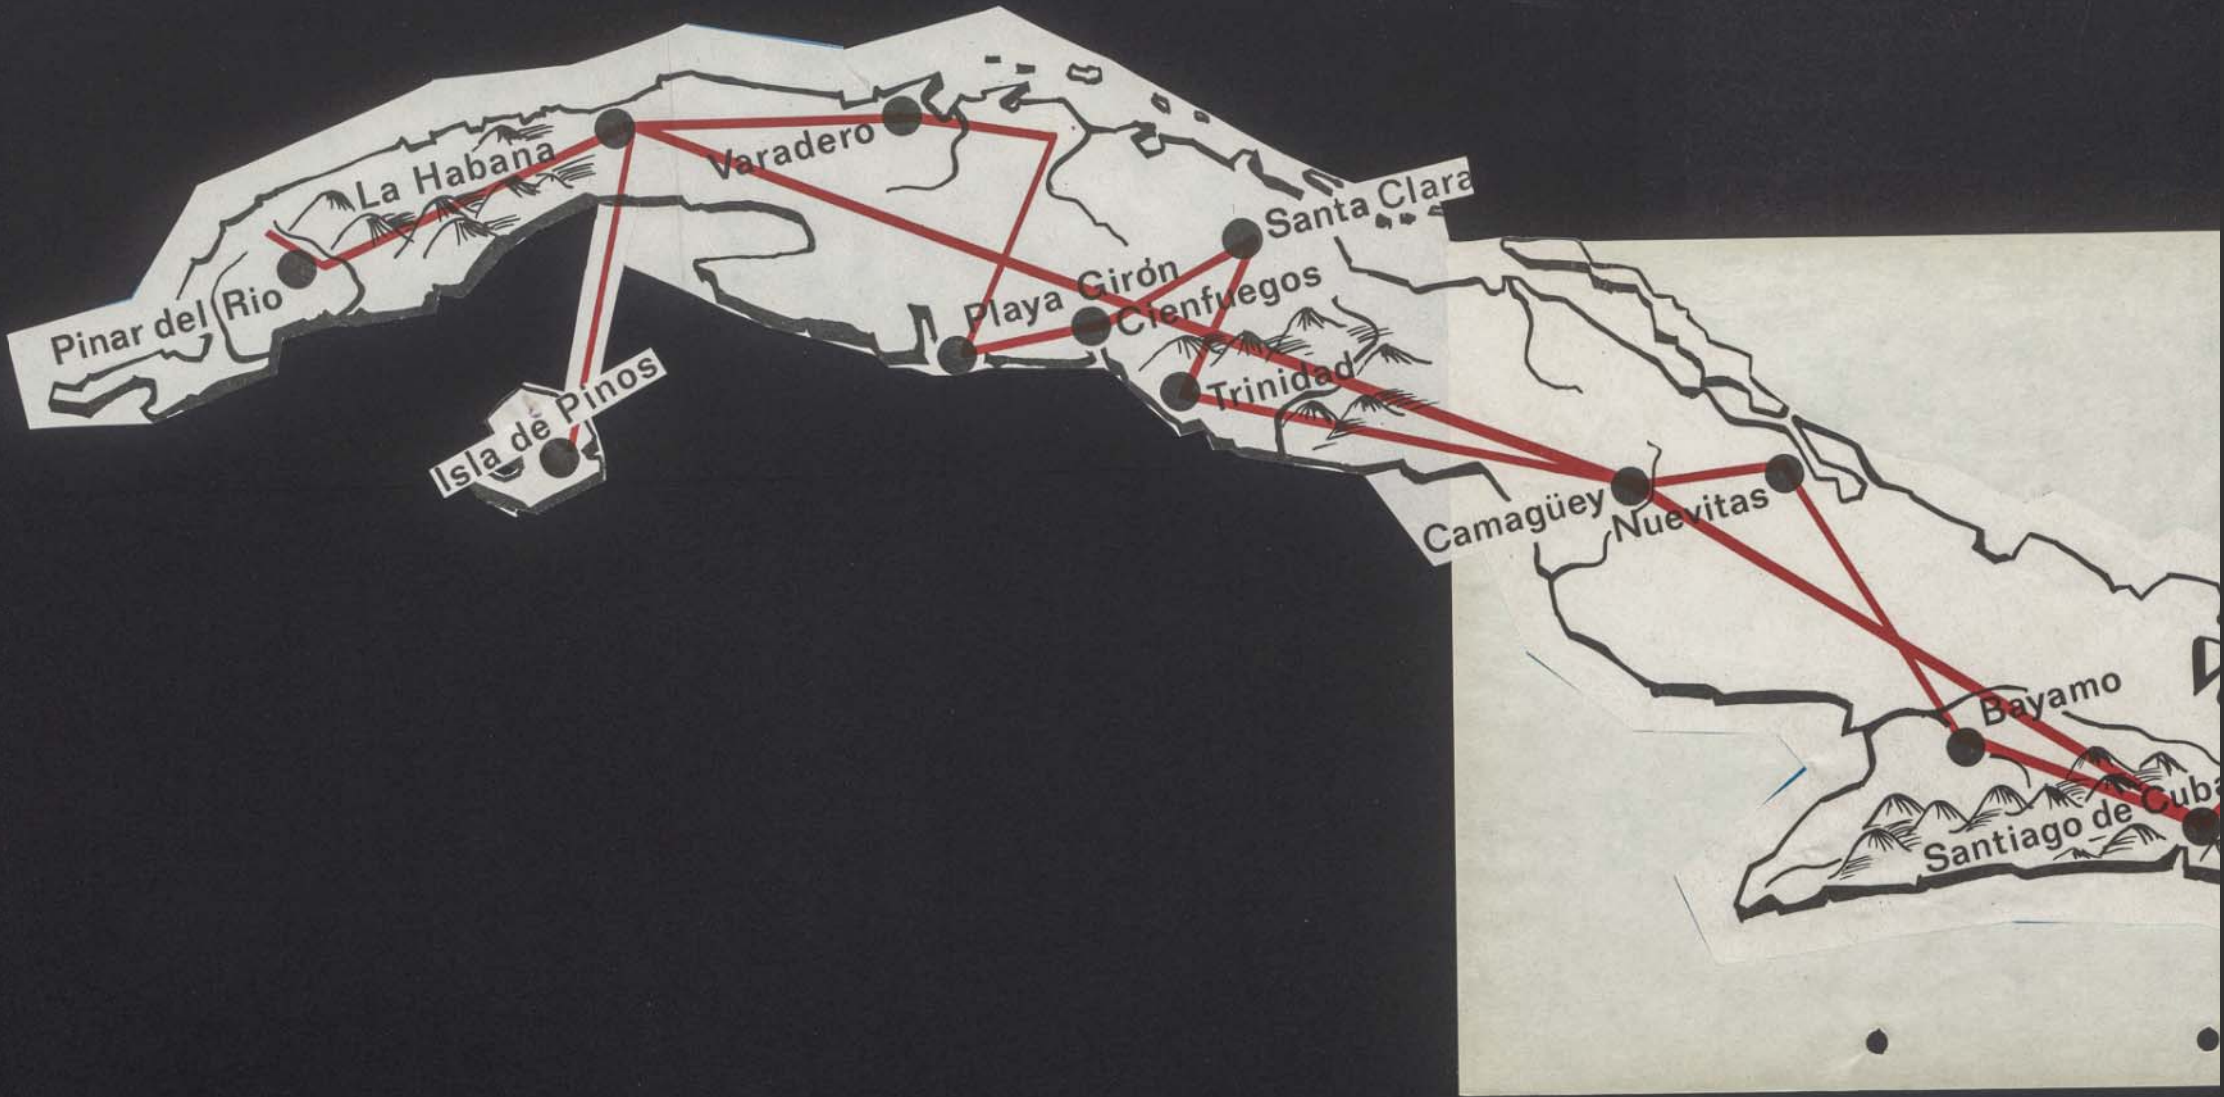 La Habana
Varadero
Pinar del Rio
Isla de Pinos
Santa Clara
Playa Girón
Cienfuegos
Trinidad
Camagüey
Nuevitas
Bayamo
Santiago de Cuba